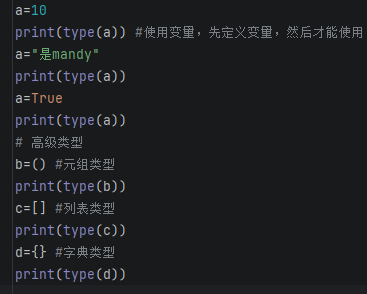 a=10
print(type(a)) #使用变量，先定义变量，然后才能使用
a="是mandy"
print(type(a))
a=True
print(type(a))
# 高级类型
b=() #元组类型
print(type(b))
c=[] #列表类型
print(type(c))
d={} #字典类型
print(type(d))